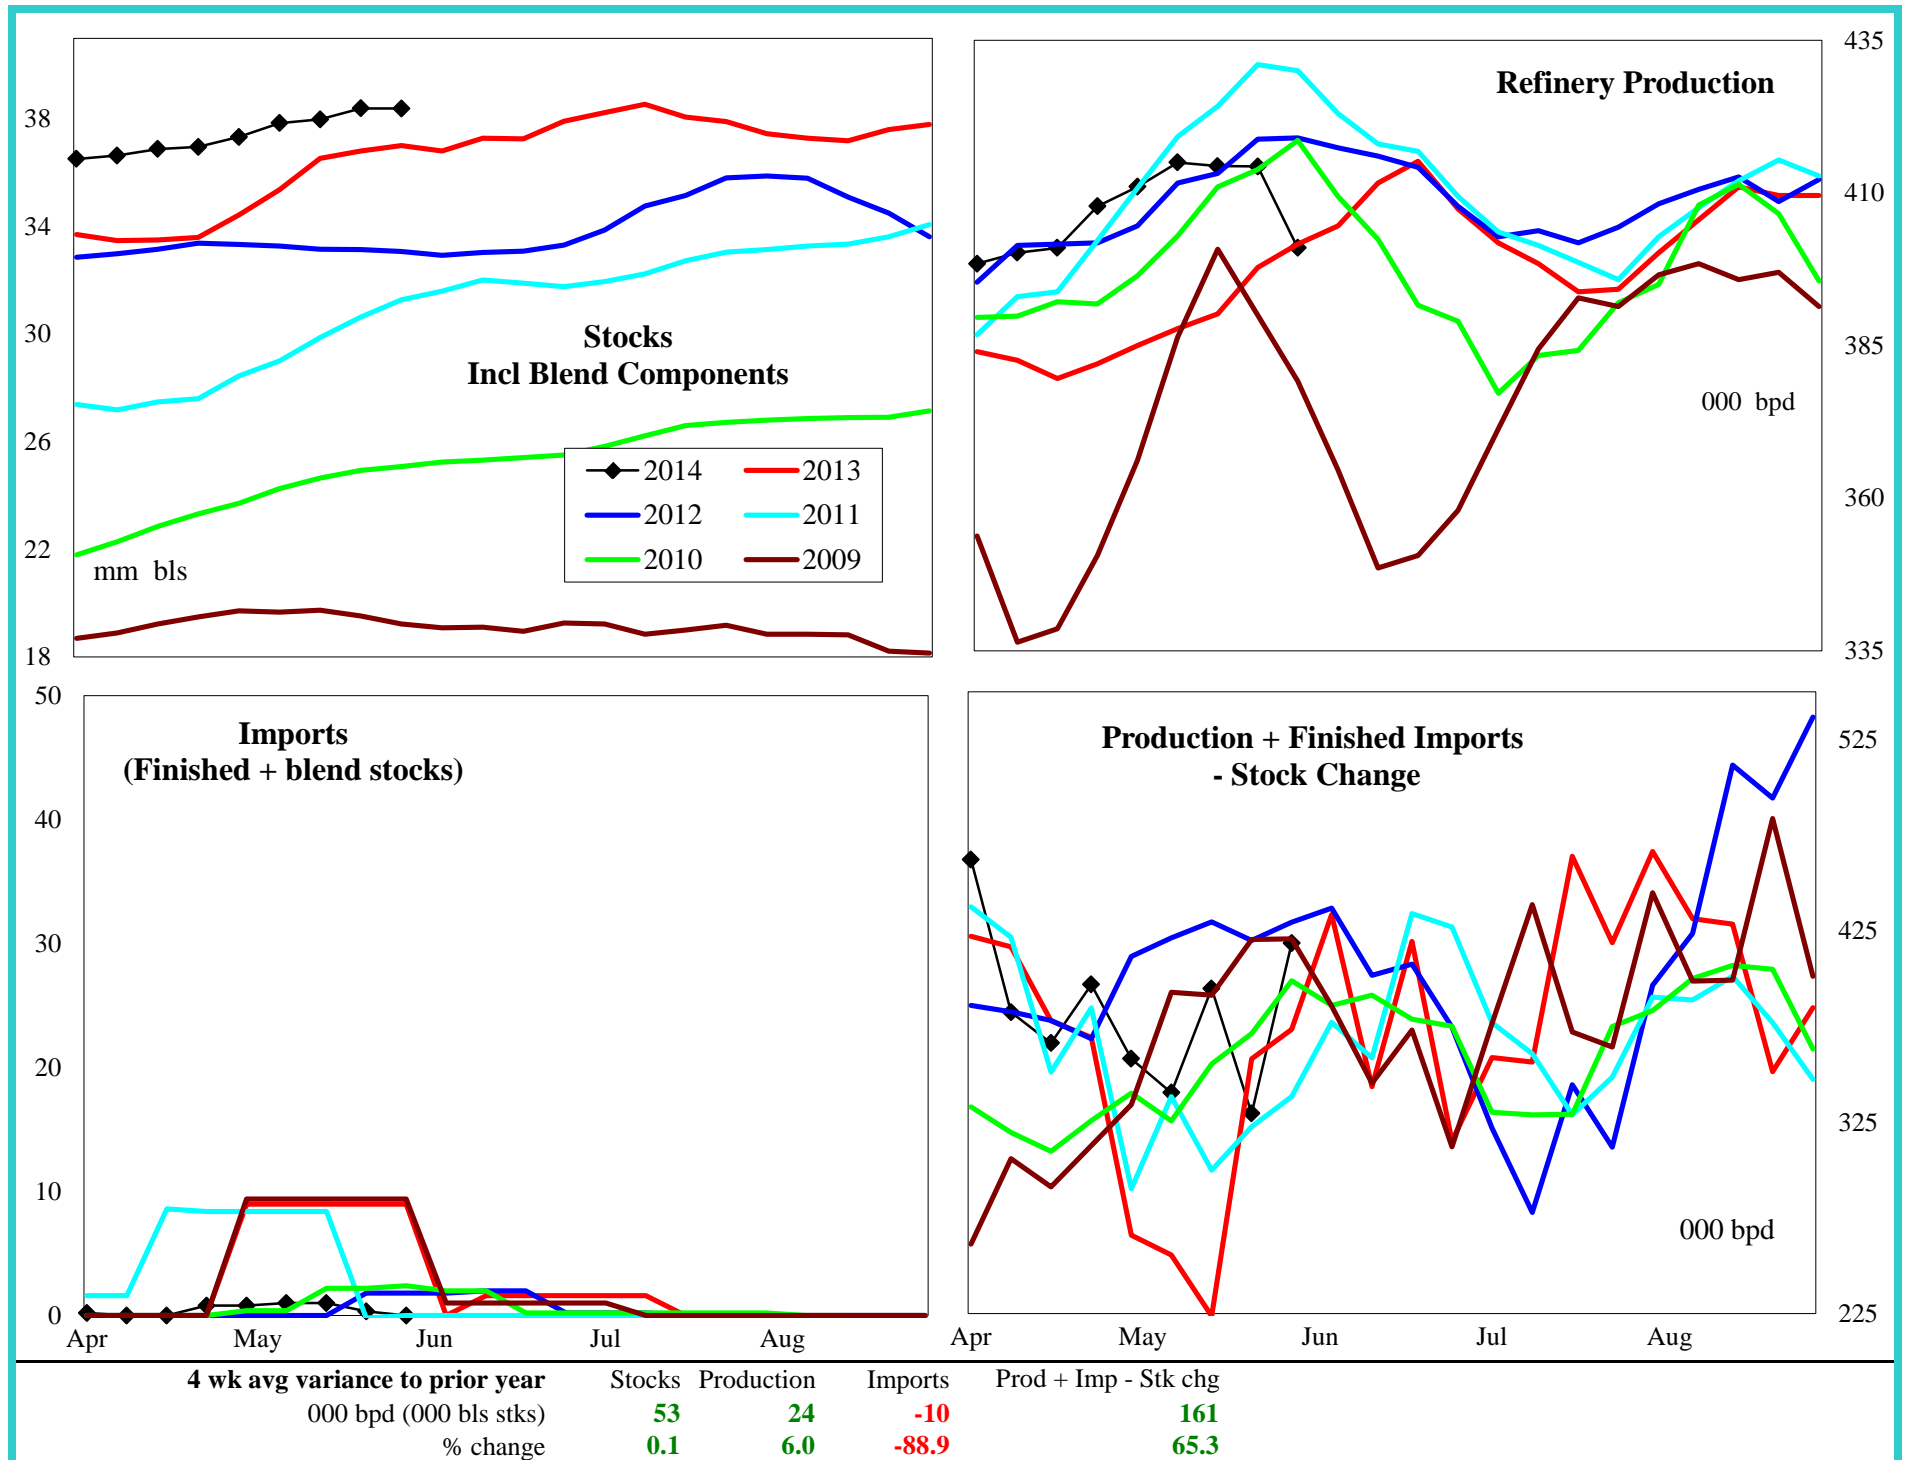 38
34
30
26
22
18
Stocks
Incl Blend Components
mm bls
2014
2013
2012
2011
2010
2009
Refinery Production
000 bpd
435
410
385
360
335
50
40
30
20
10
0
Imports
(Finished + blend stocks)
Apr May Jun Jul Aug
Production + Finished Imports
- Stock Change
000 bpd
525
425
325
225
Apr May Jun Jul Aug
4 wk avg variance to prior year Stocks Production Imports Prod + Imp - Stk chg
000 bpd (000 bls stks) 53 24 -10 161
% change 0.1 6.0 -88.9 65.3